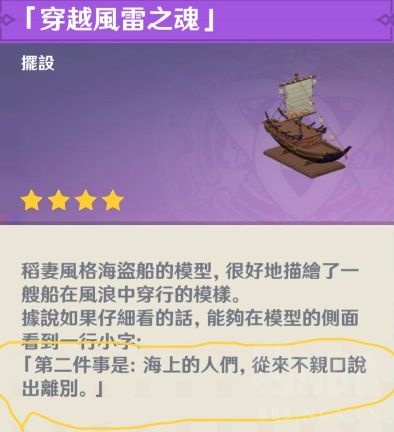 「穿越風雷之魂」
擺設
稻妻風格海盜船的模型，很好地描繪了一
艘船在風浪中穿行的模樣。
據說如果仔細看的話，能夠在模型的側面
看到一行小字：
「第二件事是：海上的人們，從來不親口說
出離別。」